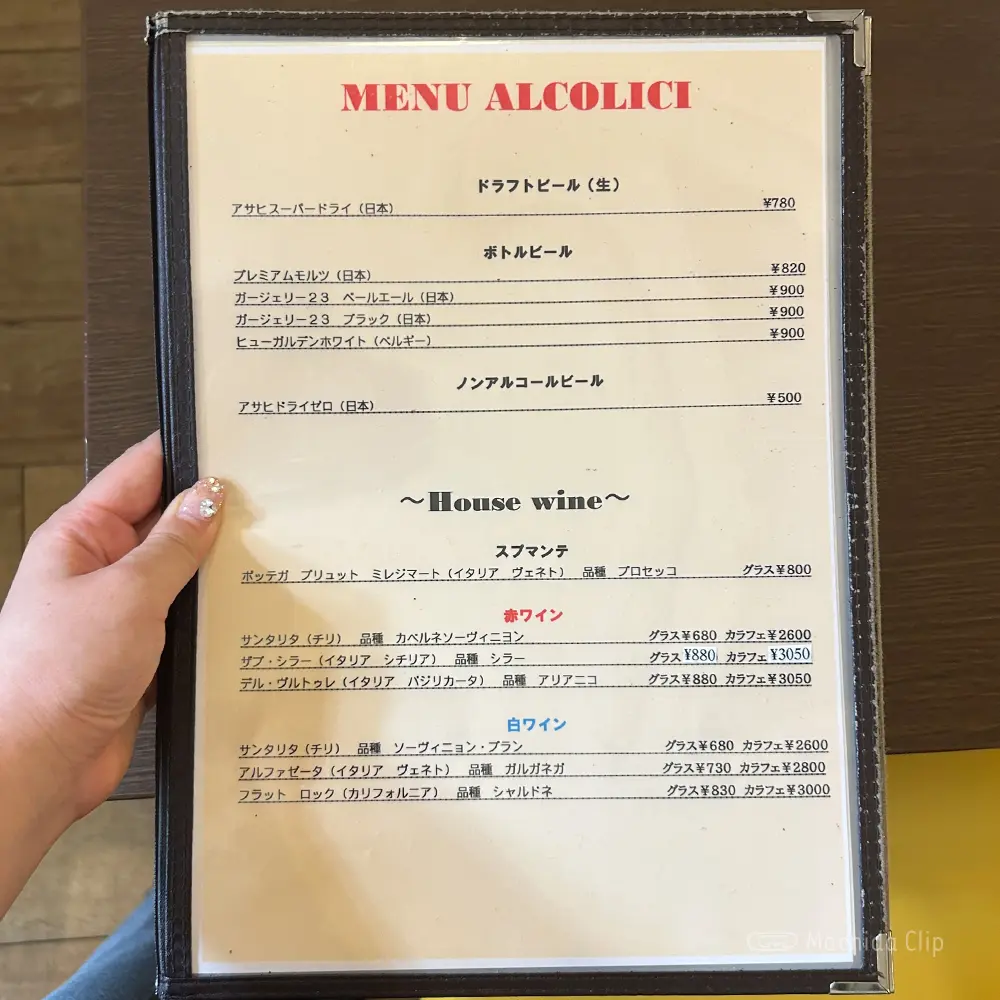 MENU ALCOLICI
ドラフトビール（生）
アサヒスーパードライ（日本） ¥780
ボトルビール
プレミアムモルツ（日本） ¥820
ガージェリー23 ペールエール（日本） ¥900
ガージェリー23 ブラック（日本） ¥900
ヒューガルデンホワイト（ベルギー） ¥900
ノンアルコールビール
アサヒドライゼロ（日本） ¥500
～House wine～
スプマンテ
ボッテガ ブリュット ミレジマート（イタリア ヴェネト） 品種 プロセッコ グラス¥800
赤ワイン
サンタリタ（チリ） 品種 カベルネソーヴィニヨン グラス¥680 カラフェ¥2600
ザブ・シラー（イタリア シチリア） 品種 シラー グラス¥880 カラフェ¥3050
デル・ヴルトゥレ（イタリア バジリカータ） 品種 アリアニコ グラス¥880 カラフェ¥3050
白ワイン
サンタリタ（チリ） 品種 ソーヴィニョン・ブラン グラス¥680 カラフェ¥2600
アルファゼータ（イタリア ヴェネト） 品種 ガルガネガ グラス¥730 カラフェ¥2800
フラット ロック（カリフォルニア） 品種 シャルドネ グラス¥830 カラフェ¥3000
Machida Clip